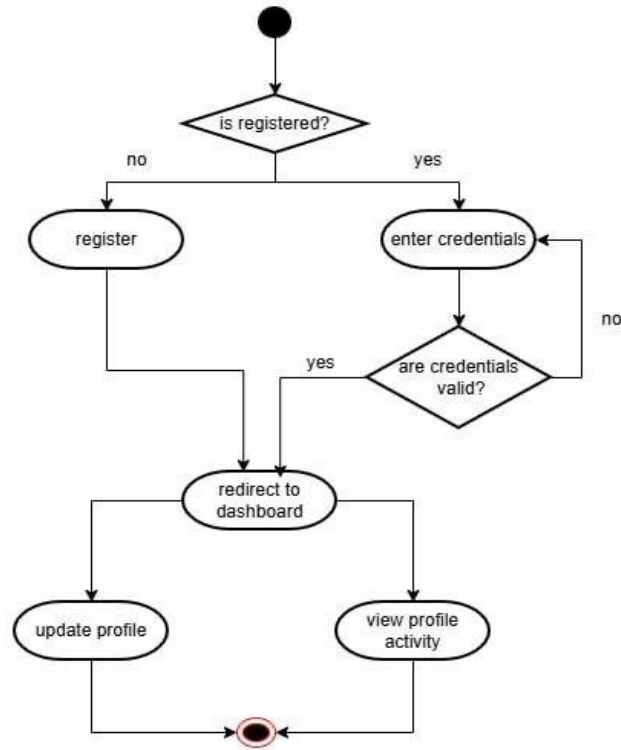 is registered?
no
yes
register
enter credentials
no
yes
are credentials
valid?
redirect to
dashboard
update profile
view profile
activity